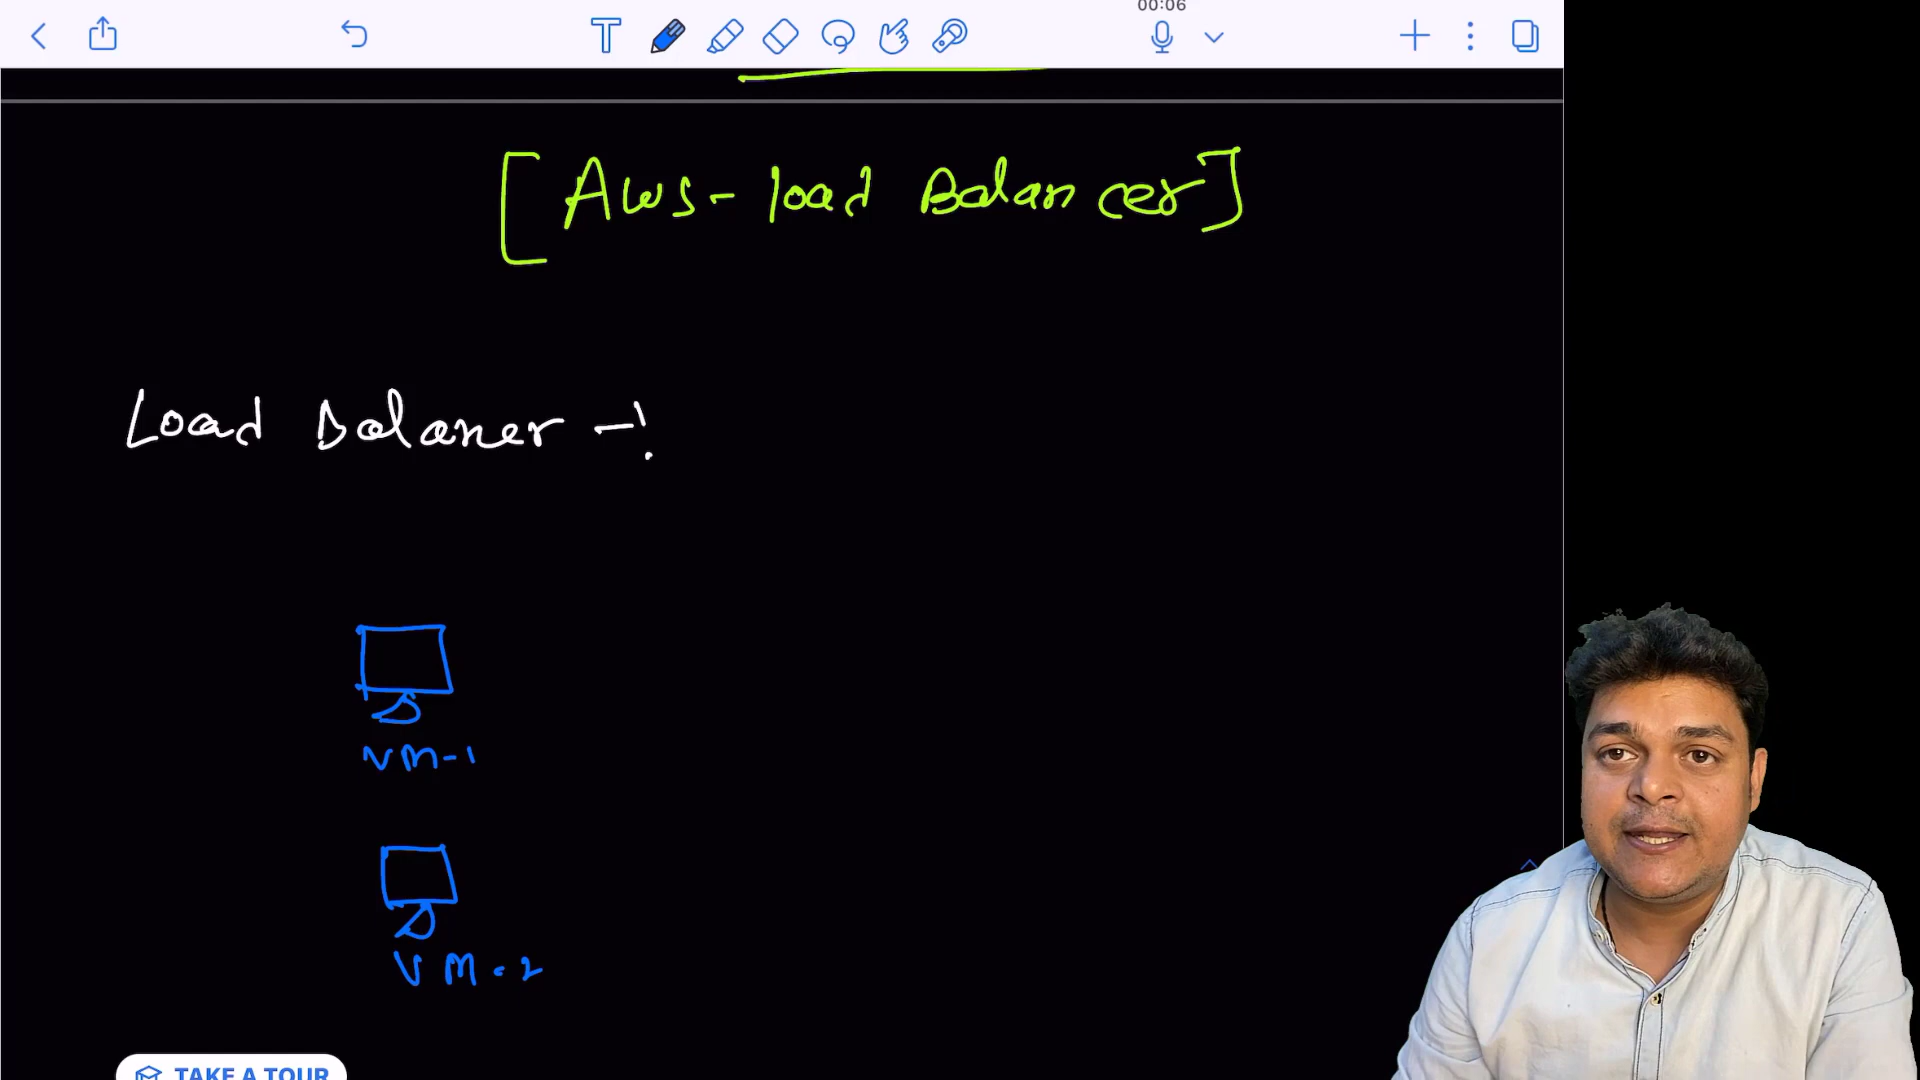 00:06
[Aws-load Balancer]
Load Balaner -:
VM-1
VM-2
TAKE A TOUR